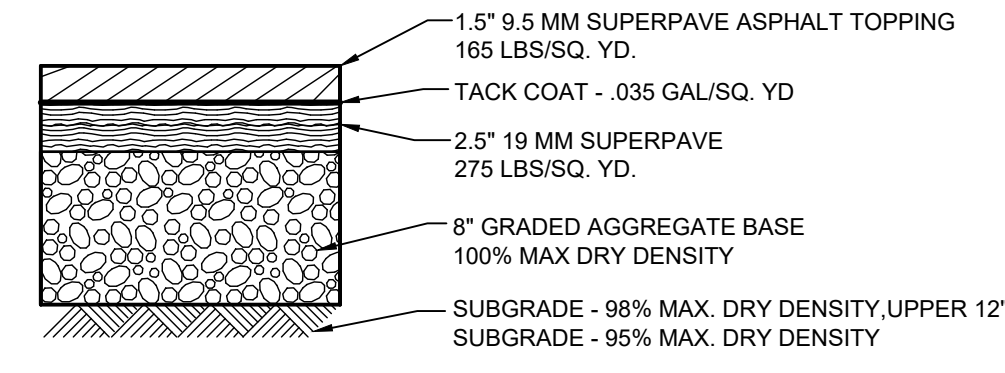 1.5" 9.5 MM SUPERPAVE ASPHALT TOPPING
165 LBS/SQ. YD.
TACK COAT - .035 GAL/SQ. YD
2.5" 19 MM SUPERPAVE
275 LBS/SQ. YD.
8" GRADED AGGREGATE BASE
100% MAX DRY DENSITY
SUBGRADE - 98% MAX. DRY DENSITY,UPPER 12'
SUBGRADE - 95% MAX. DRY DENSITY